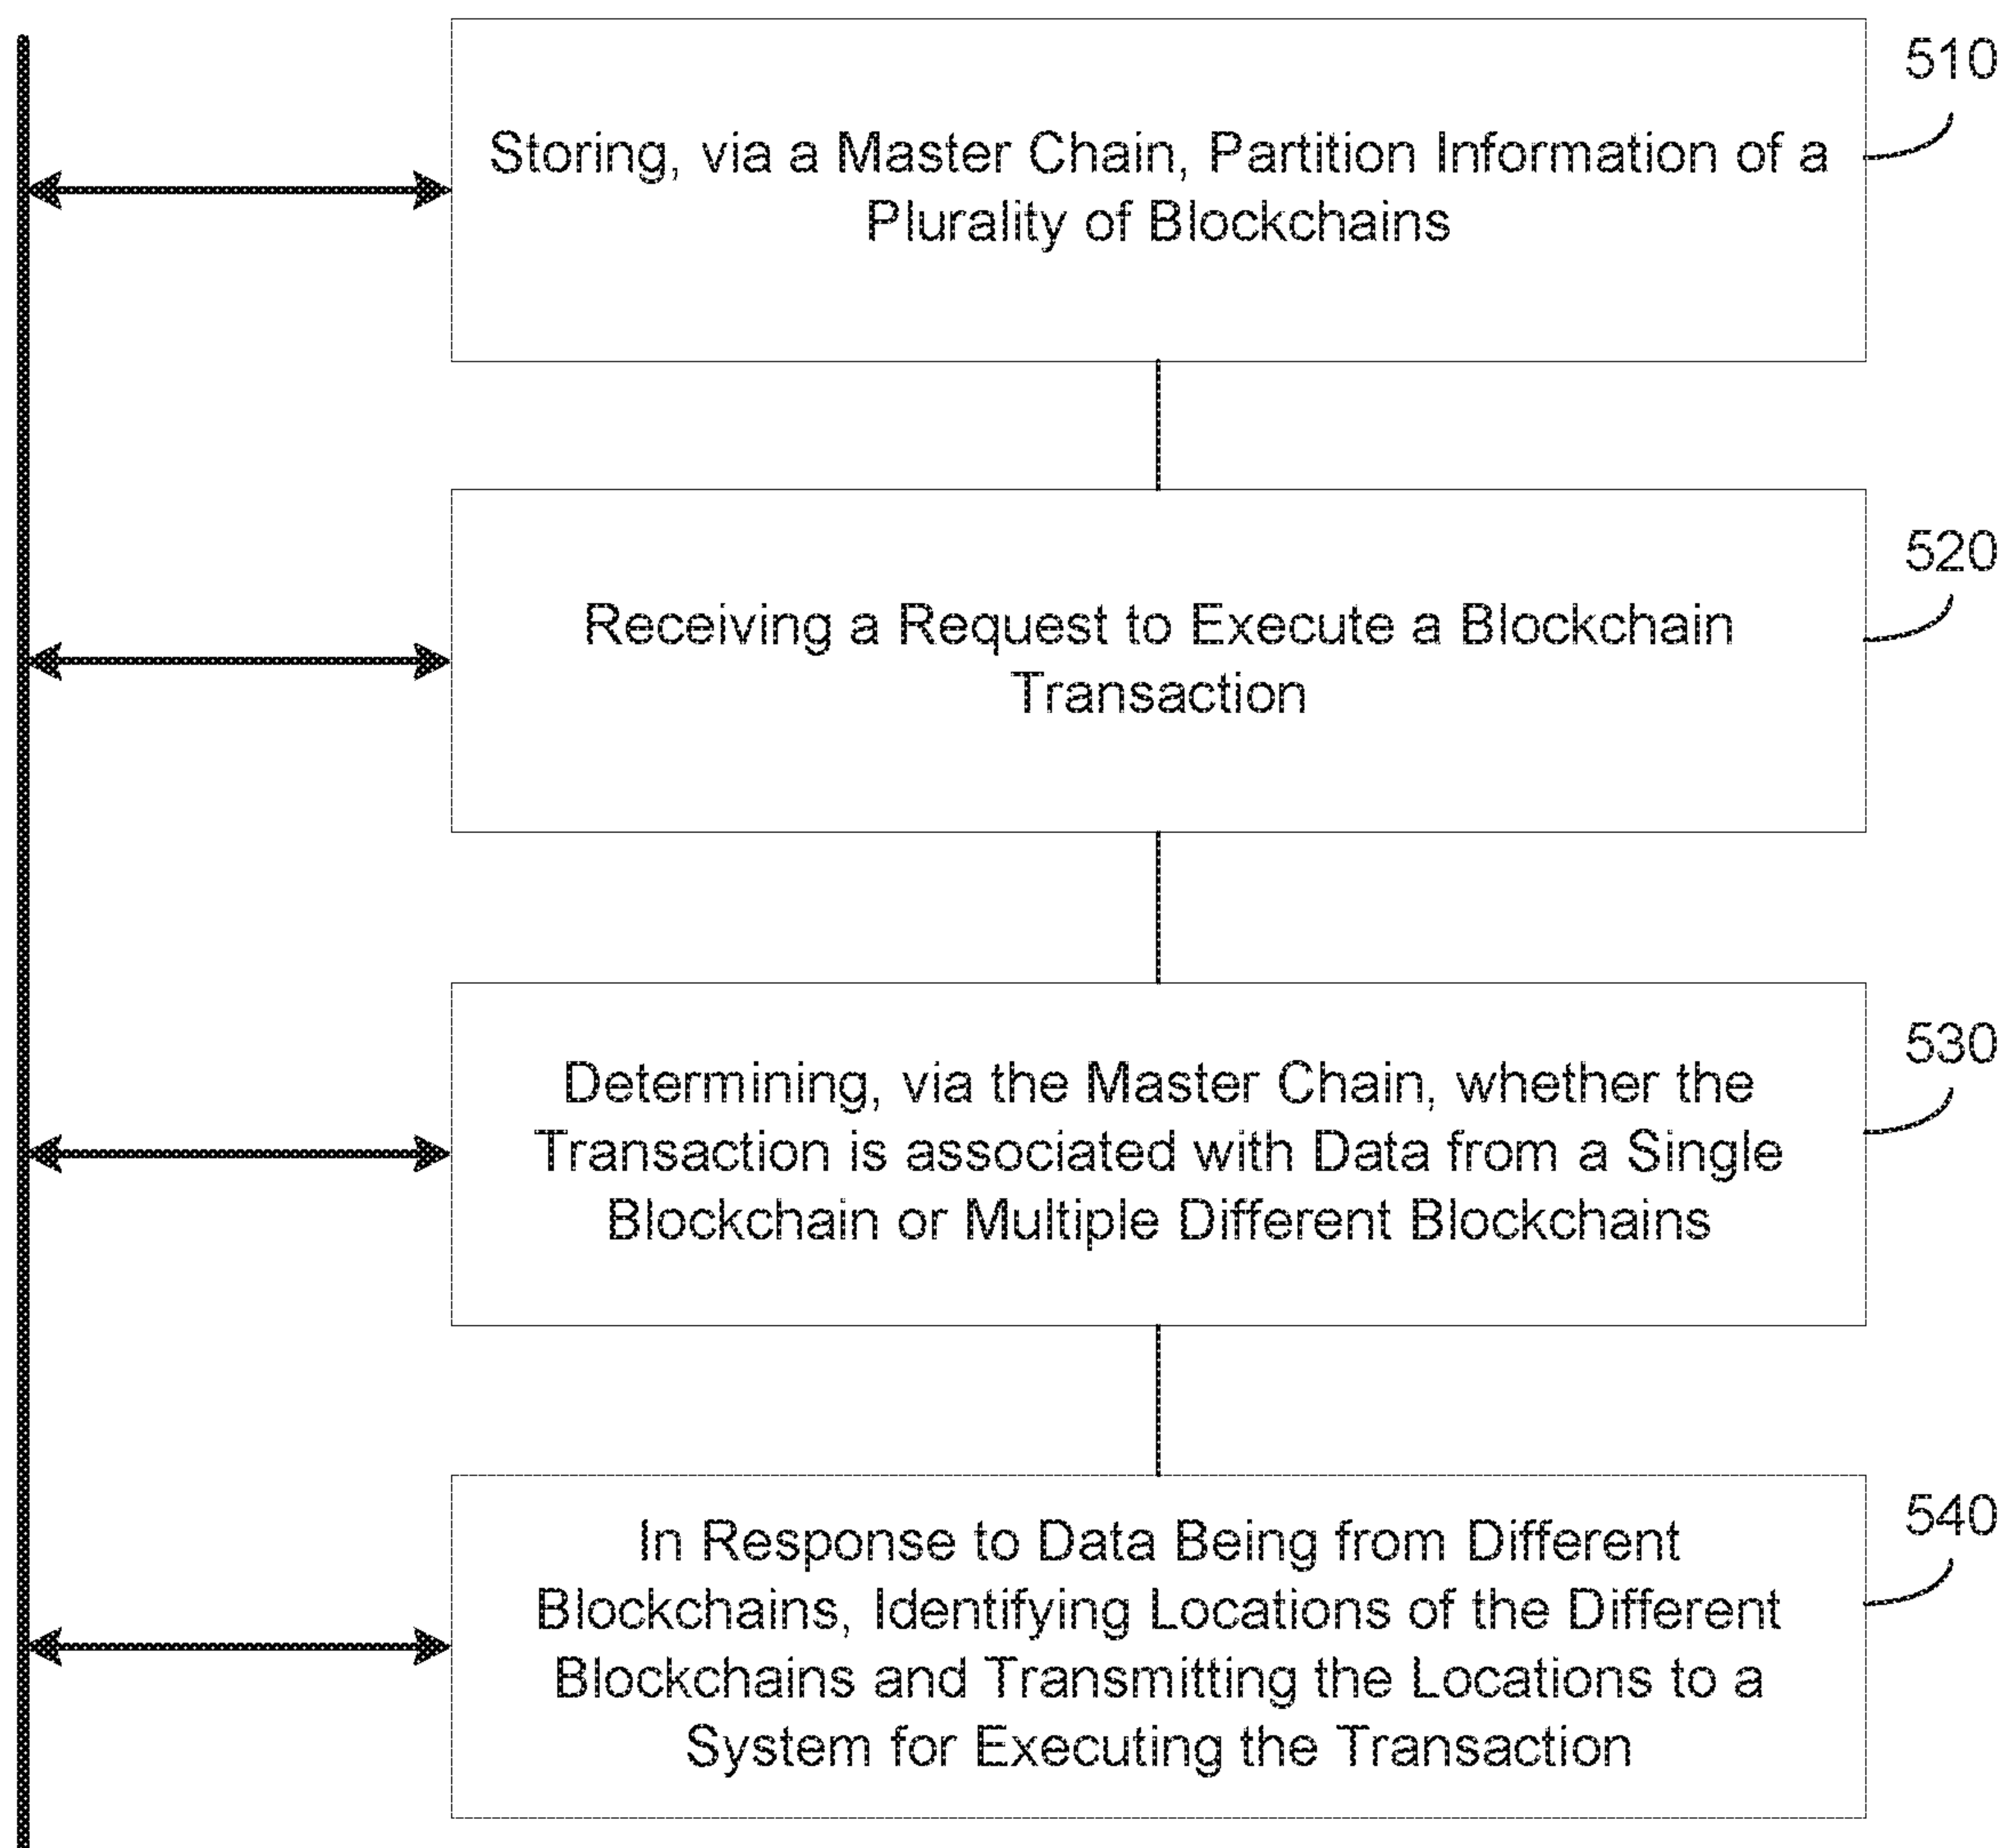 510
Storing, via a Master Chain, Partition Information of a
Plurality of Blockchains
520
Receiving a Request to Execute a Blockchain
Transaction
530
Determining, via the Master Chain, whether the
Transaction is associated with Data from a Single
Blockchain or Multiple Different Blockchains
540
In Response to Data Being from Different
Blockchains, Identifying Locations of the Different
Blockchains and Transmitting the Locations to a
System for Executing the Transaction